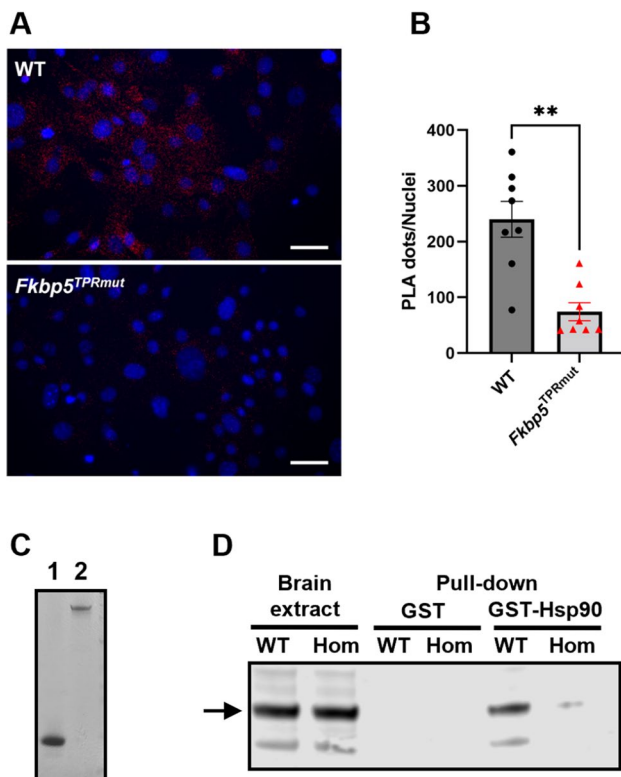 A
WT
Fkbp5TPRmut
B
**
PLA dots/Nuclei
400
300
200
100
0
WT
Fkbp5TPRmut
C
1 2
D
Brain extract
Pull-down
GST
GST-Hsp90
WT Hom WT Hom WT Hom